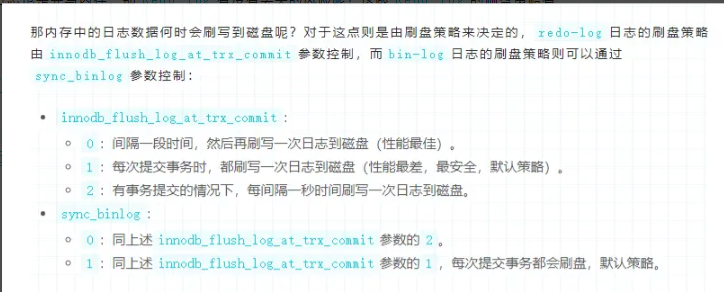 那内存中的日志数据何时会刷写到磁盘呢？对于这点则是由刷盘策略来决定的，redo-log 日志的刷盘策略
由 innodb_flush_log_at_trx_commit 参数控制，而 bin-log 日志的刷盘策略则可以通过
sync_binlog 参数控制：
• innodb_flush_log_at_trx_commit：
○ 0：间隔一段时间，然后再刷写一次日志到磁盘（性能最佳）。
○ 1：每次提交事务时，都刷写一次日志到磁盘（性能最差，最安全，默认策略）。
○ 2：有事务提交的情况下，每间隔一秒时间刷写一次日志到磁盘。
• sync_binlog：
○ 0：同上述 innodb_flush_log_at_trx_commit 参数的 2。
○ 1：同上述 innodb_flush_log_at_trx_commit 参数的 1，每次提交事务都会刷盘，默认策略。